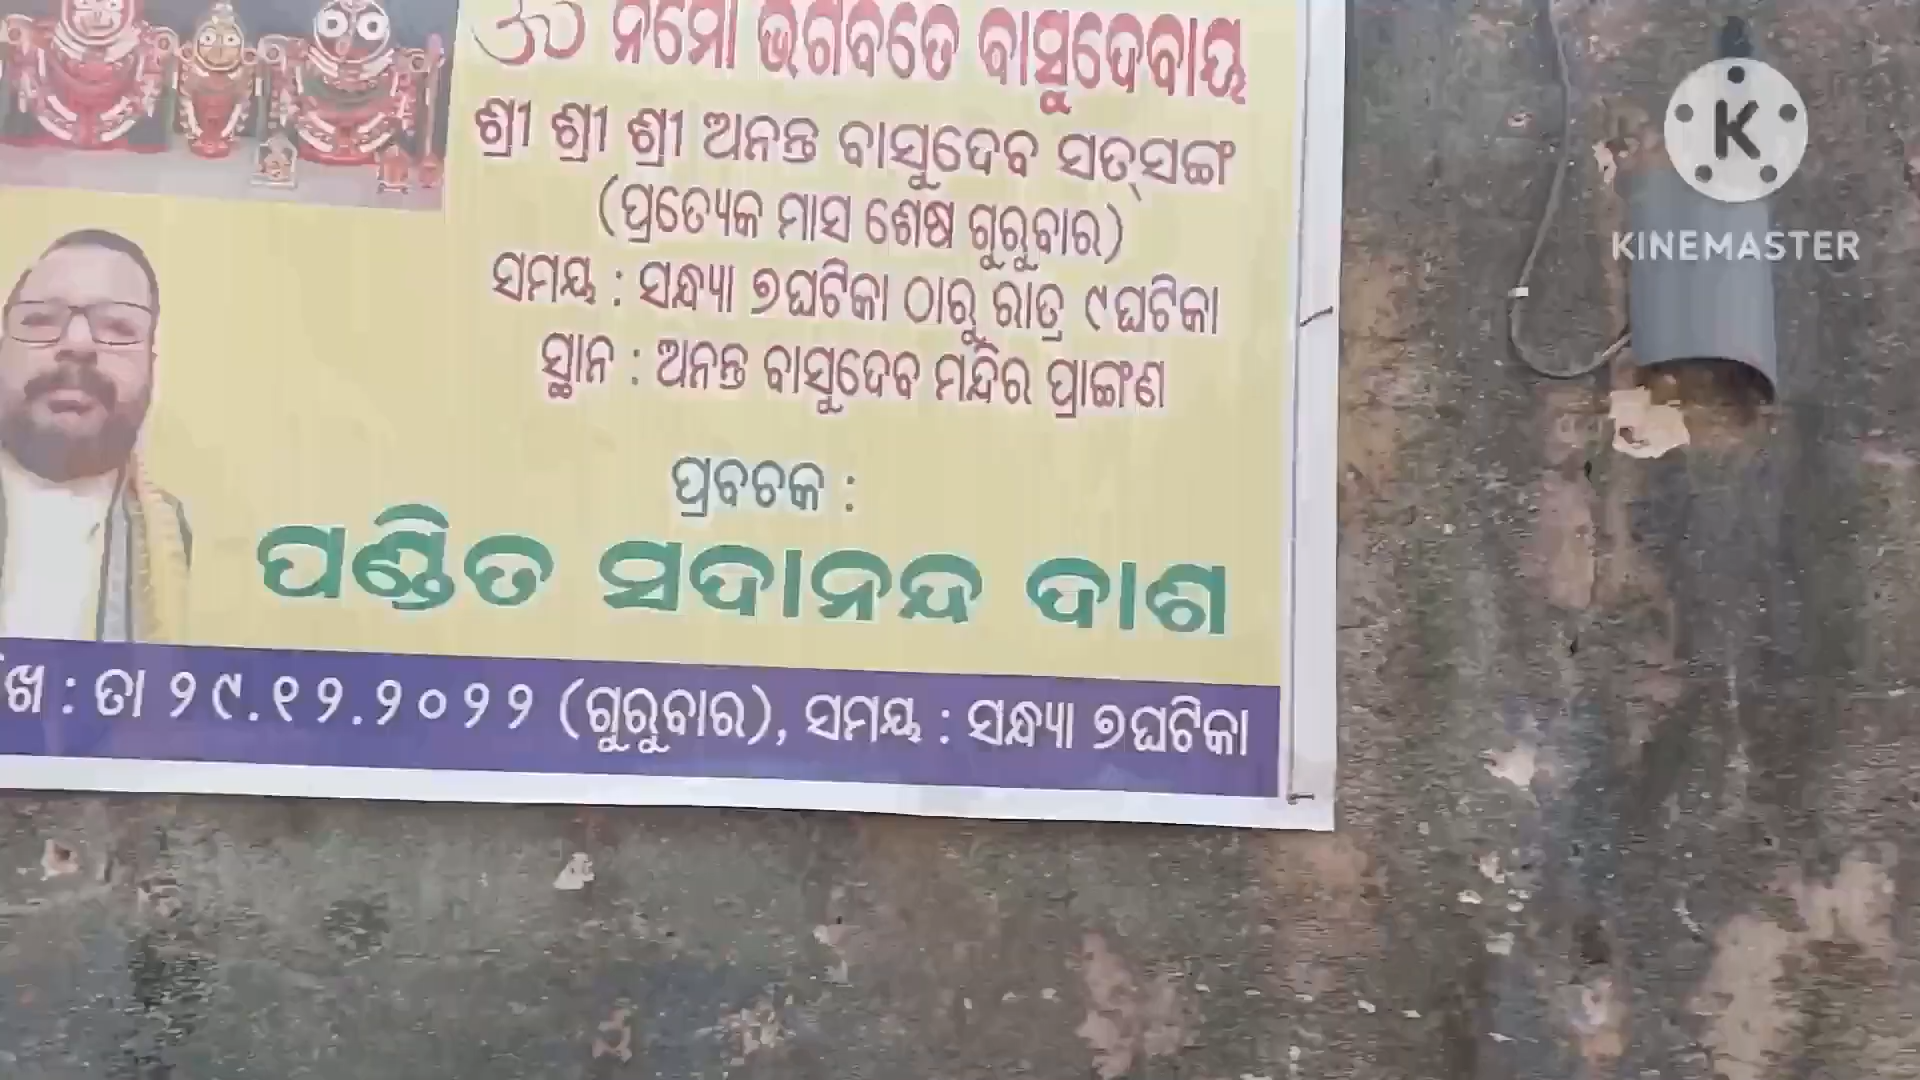 ॐ ନମୋ ଭଗବତେ ବାସୁଦେବାୟ
ଶ୍ରୀ ଶ୍ରୀ ଶ୍ରୀ ଅନନ୍ତ ବାସୁଦେବ ସତ୍‌ସଙ୍ଗ
(ପ୍ରତ୍ୟେକ ମାସ ଶେଷ ଗୁରୁବାର)
ସମୟ : ସନ୍ଧ୍ୟା ୭ଘଟିକା ଠାରୁ ରାତ୍ର ୯ଘଟିକା
ସ୍ଥାନ : ଅନନ୍ତ ବାସୁଦେବ ମନ୍ଦିର ପ୍ରାଙ୍ଗଣ
ପ୍ରବଚକ :
ପଣ୍ଡିତ ସଦାନନ୍ଦ ଦାଶ
ଖ : ତା ୨୯.୧୨.୨୦୨୨ (ଗୁରୁବାର), ସମୟ : ସନ୍ଧ୍ୟା ୭ଘଟିକା
K
KINEMASTER